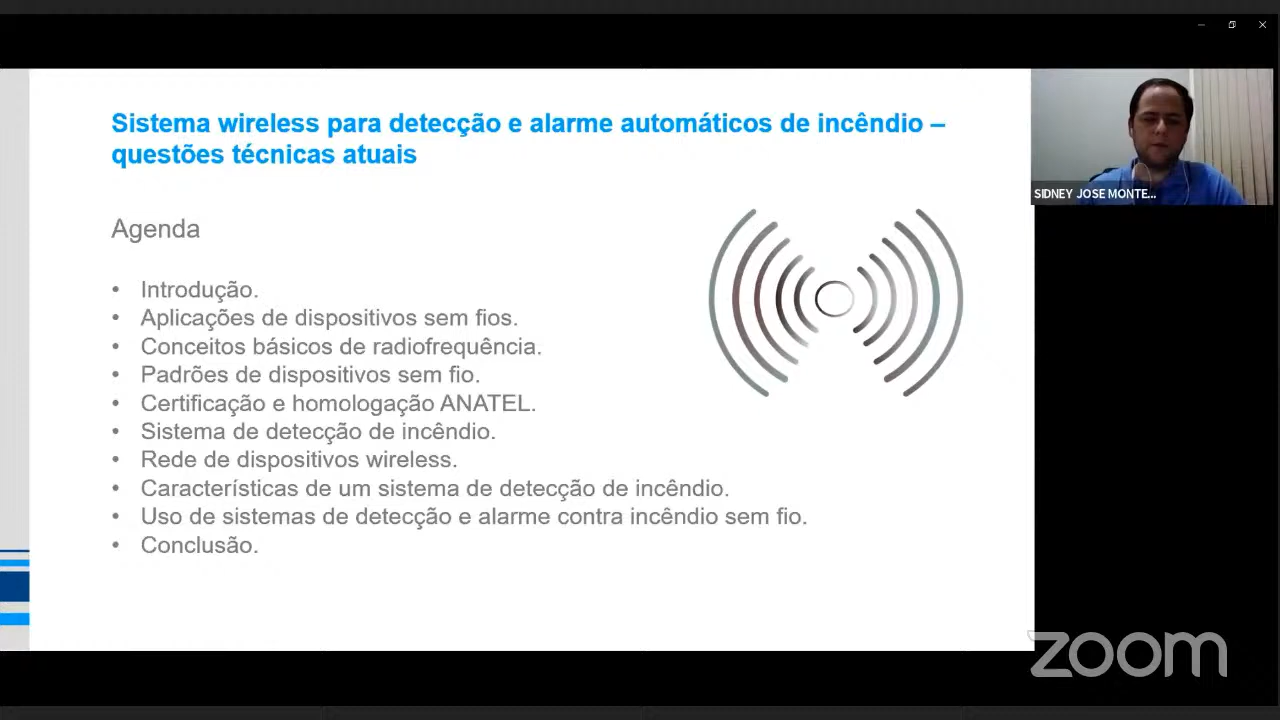 Sistema wireless para detecção e alarme automáticos de incêndio –
questões técnicas atuais
Agenda
• Introdução.
• Aplicações de dispositivos sem fios.
• Conceitos básicos de radiofrequência.
• Padrões de dispositivos sem fio.
• Certificação e homologação ANATEL.
• Sistema de detecção de incêndio.
• Rede de dispositivos wireless.
• Características de um sistema de detecção de incêndio.
• Uso de sistemas de detecção e alarme contra incêndio sem fio.
• Conclusão.
SIDNEY JOSE MONTE...
zoom